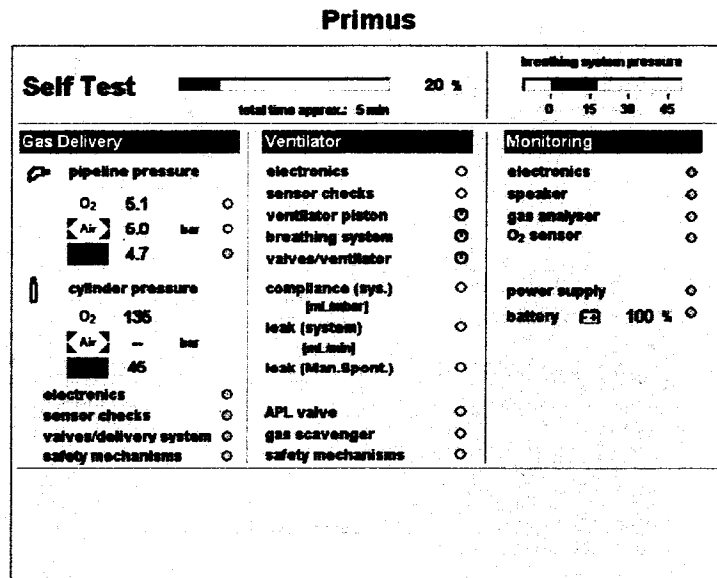 Primus
Self Test
20 %
total time approx.: 5 min
breathing system pressure
0 15 30 45
Gas Delivery
pipeline pressure
O₂ 5.1
Air 5.0 bar
4.7
cylinder pressure
O₂ 135
Air -- bar
45
electronics
sensor checks
valves/delivery system
safety mechanisms
Ventilator
electronics
sensor checks
ventilator piston
breathing system
valves/ventilator
compliance (sys.)
[mL/mbar]
leak (system)
[mL/min]
leak (Man.Spont.)
APL valve
gas scavenger
safety mechanisms
Monitoring
electronics
speaker
gas analyser
O₂ sensor
power supply
battery 100 %